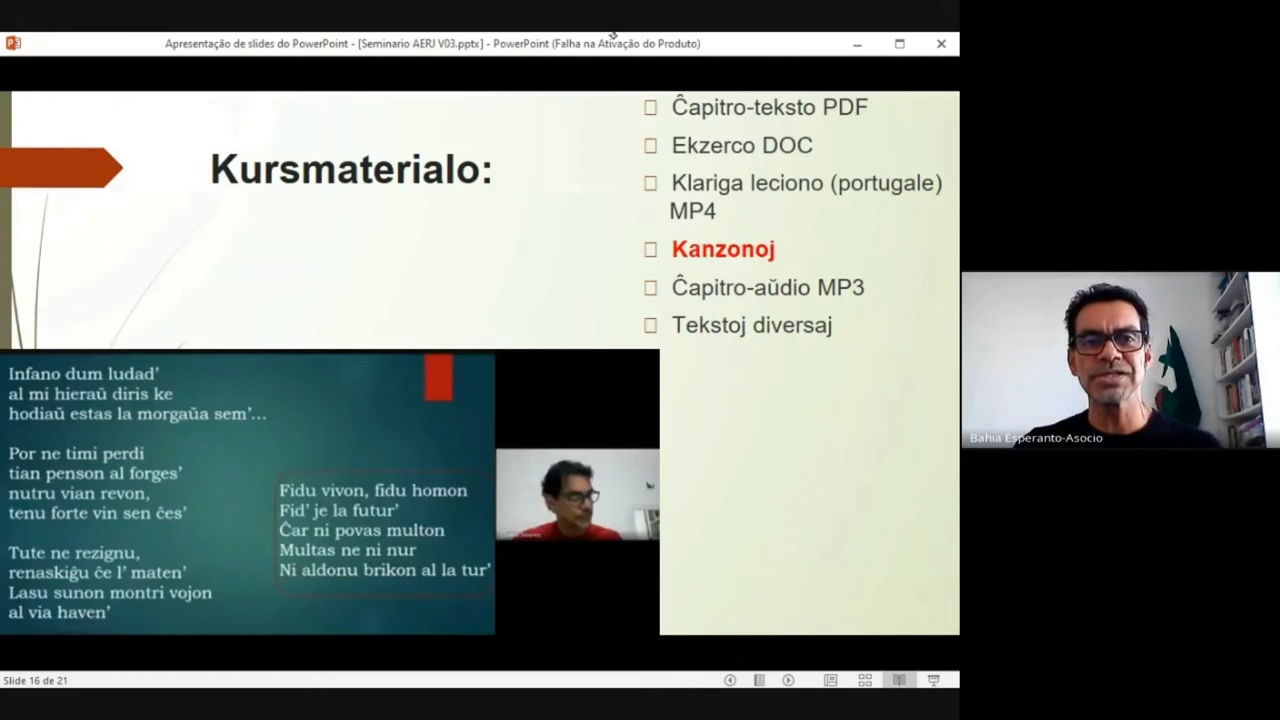 Apresentação de slides do PowerPoint - [Seminario AERJ V03.pptx] - PowerPoint (Falha na Ativação do Produto)
Kursmaterialo:
Ĉapitro-teksto PDF
Ekzerco DOC
Klariga leciono (portugale)
MP4
Kanzonoj
Ĉapitro-aŭdio MP3
Tekstoj diversaj
Infano dum ludad'
al mi hieraŭ diris ke
hodiaŭ estas la morgaŭa sem'...
Por ne timi perdi
tian penson al forges'
nutru vian revon,
tenu forte vin sen ĉes'
Tute ne rezignu,
renaskiĝu ĉe l' maten'
Lasu sunon montri vojon
al via haven'
Fidu vivon, fidu homon
Fid' je la futur'
Ĉar ni povas multon
Multas ne ni nur
Ni aldonu brikon al la tur'
Bahia Esperanto-Asocio
Slide 16 de 21